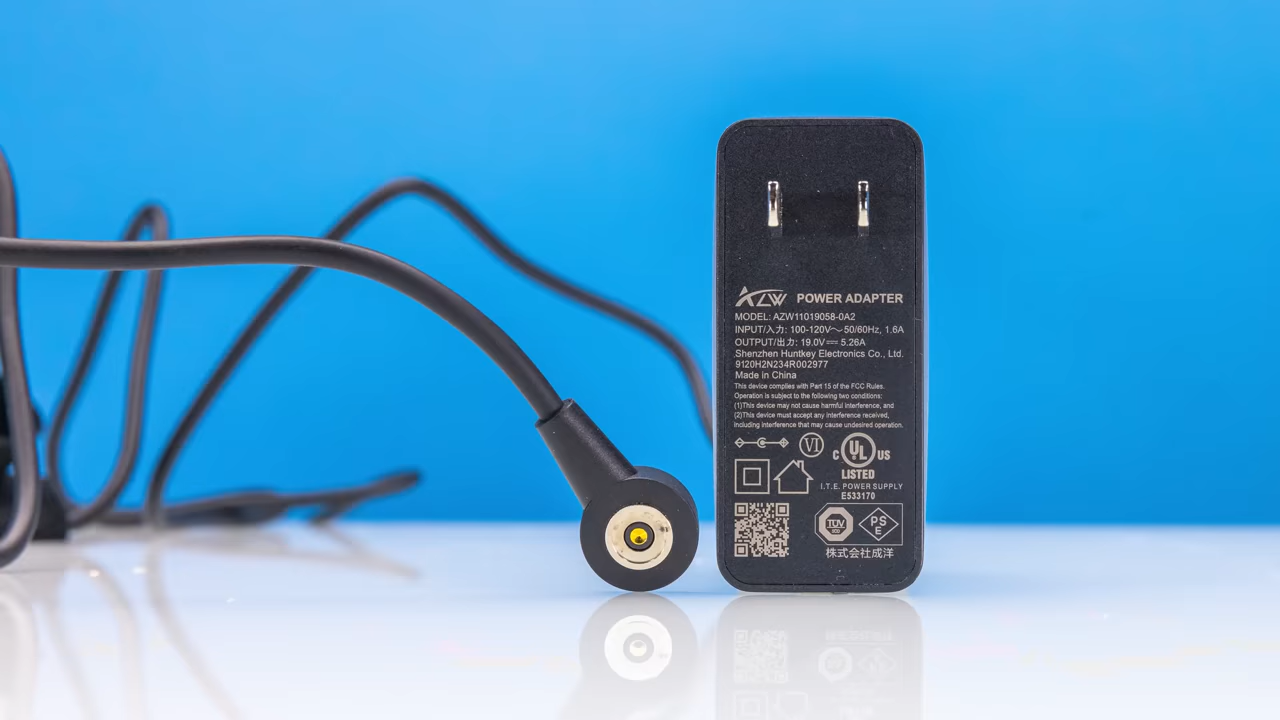 AZW POWER ADAPTER
MODEL: AZW11019058-0A2
INPUT/入力: 100-120V～50/60Hz, 1.6A
OUTPUT/出力: 19.0V⎓5.26A
Shenzhen Huntkey Electronics Co., Ltd.
9120H2N234R002977
Made in China
This device complies with Part 15 of the FCC Rules.
Operation is subject to the following two conditions:
(1)This device may not cause harmful interference, and
(2)This device must accept any interference received,
including interference that may cause undesired operation.
VI
C UL US
LISTED
I.T.E. POWER SUPPLY
E533170
TÜV
PS
E
株式会社成洋